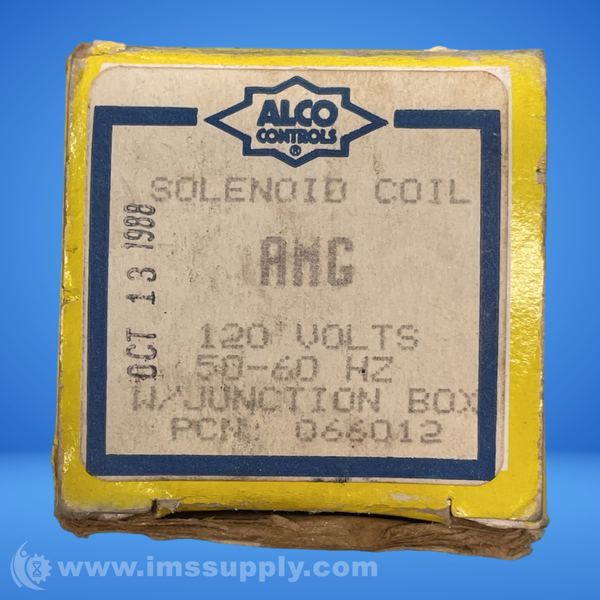 ALCO
CONTROLS
®
SOLENOID COIL
AMG
120 VOLTS
50-60 HZ
W/JUNCTION BOX
PCN. 066012
OCT 13 1988
www.imssupply.com